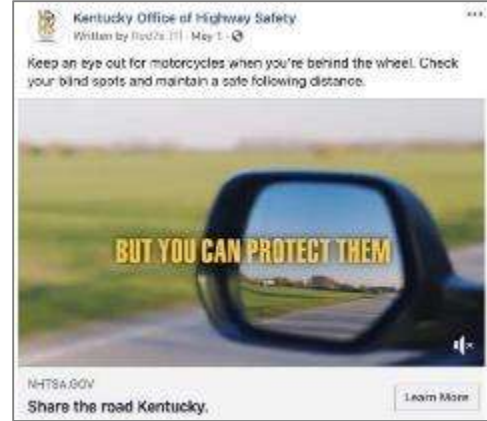 Kentucky Office of Highway Safety
Written by · May 1 ·
Keep an eye out for motorcycles when you're behind the wheel. Check
your blind spots and maintain a safe following distance.
BUT YOU CAN PROTECT THEM
NHTSA.GOV
Share the road Kentucky.
Learn More